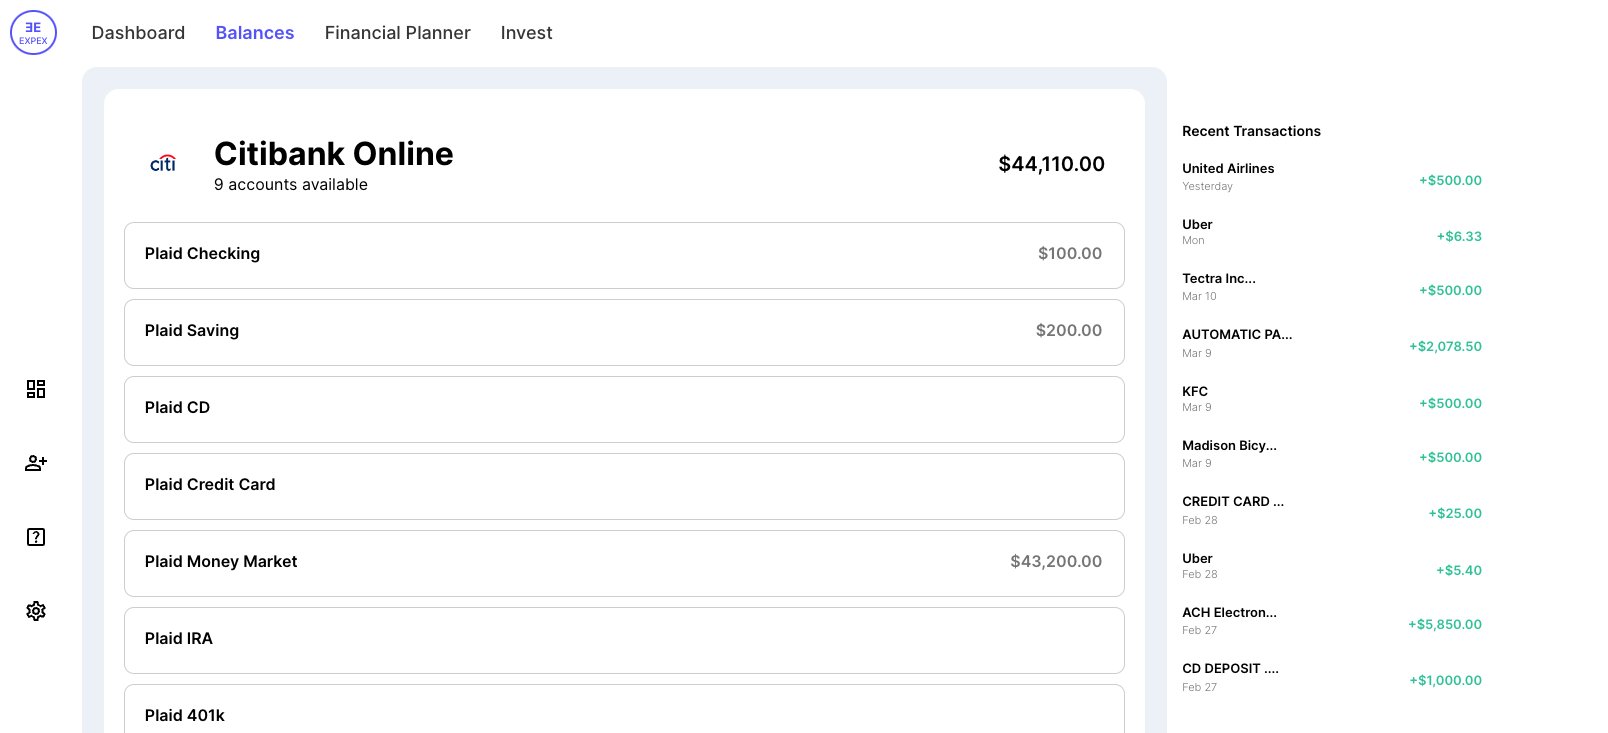 ƎE
EXPEX
Dashboard Balances Financial Planner Invest
citi
Citibank Online
9 accounts available
$44,110.00
Plaid Checking $100.00
Plaid Saving $200.00
Plaid CD
Plaid Credit Card
Plaid Money Market $43,200.00
Plaid IRA
Plaid 401k
Recent Transactions
United Airlines
Yesterday
+$500.00
Uber
Mon
+$6.33
Tectra Inc...
Mar 10
+$500.00
AUTOMATIC PA...
Mar 9
+$2,078.50
KFC
Mar 9
+$500.00
Madison Bicy...
Mar 9
+$500.00
CREDIT CARD ...
Feb 28
+$25.00
Uber
Feb 28
+$5.40
ACH Electron...
Feb 27
+$5,850.00
CD DEPOSIT ....
Feb 27
+$1,000.00